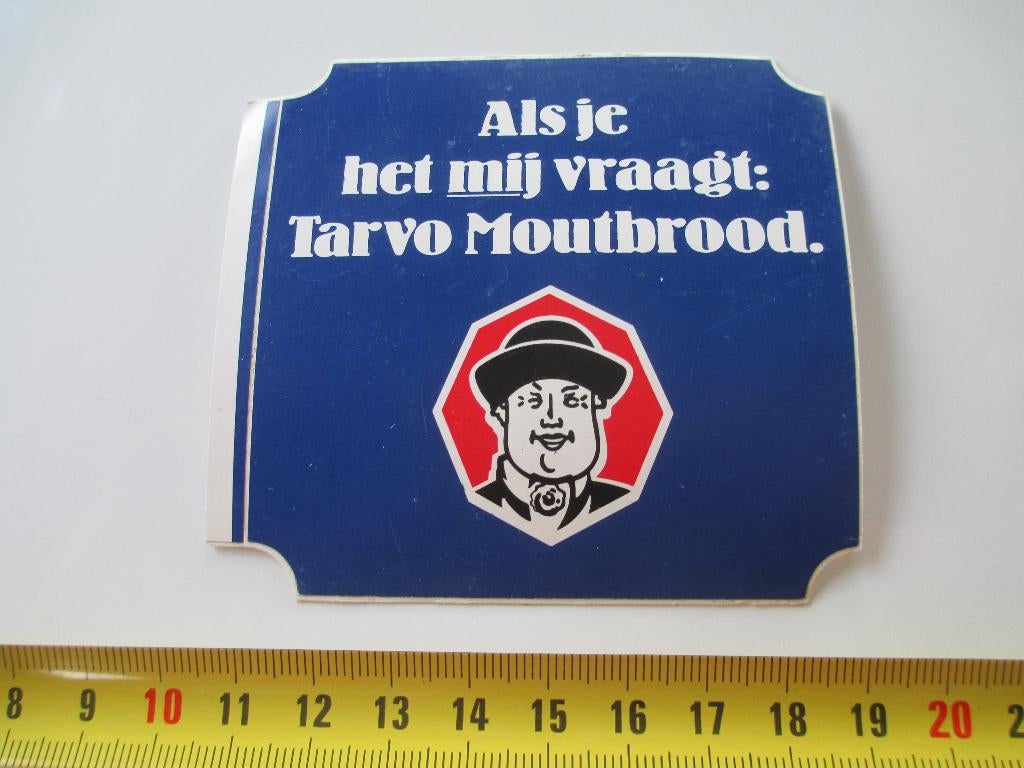 Als je
het mij vraagt:
Tarvo Moutbrood.
8 9 10 11 12 13 14 15 16 17 18 19 20